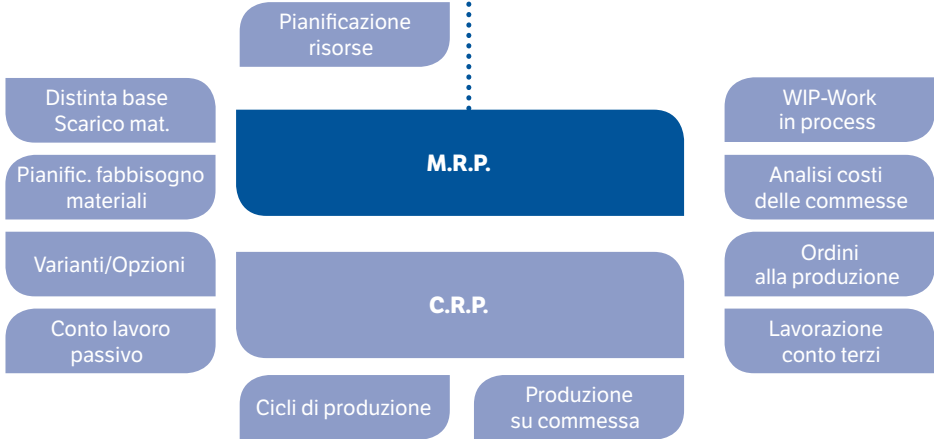 Pianificazione
risorse
Distinta base
Scarico mat.
M.R.P.
WIP-Work
in process
Pianific. fabbisogno
materiali
Analisi costi
delle commesse
Varianti/Opzioni
C.R.P.
Ordini
alla produzione
Conto lavoro
passivo
Lavorazione
conto terzi
Cicli di produzione
Produzione
su commessa